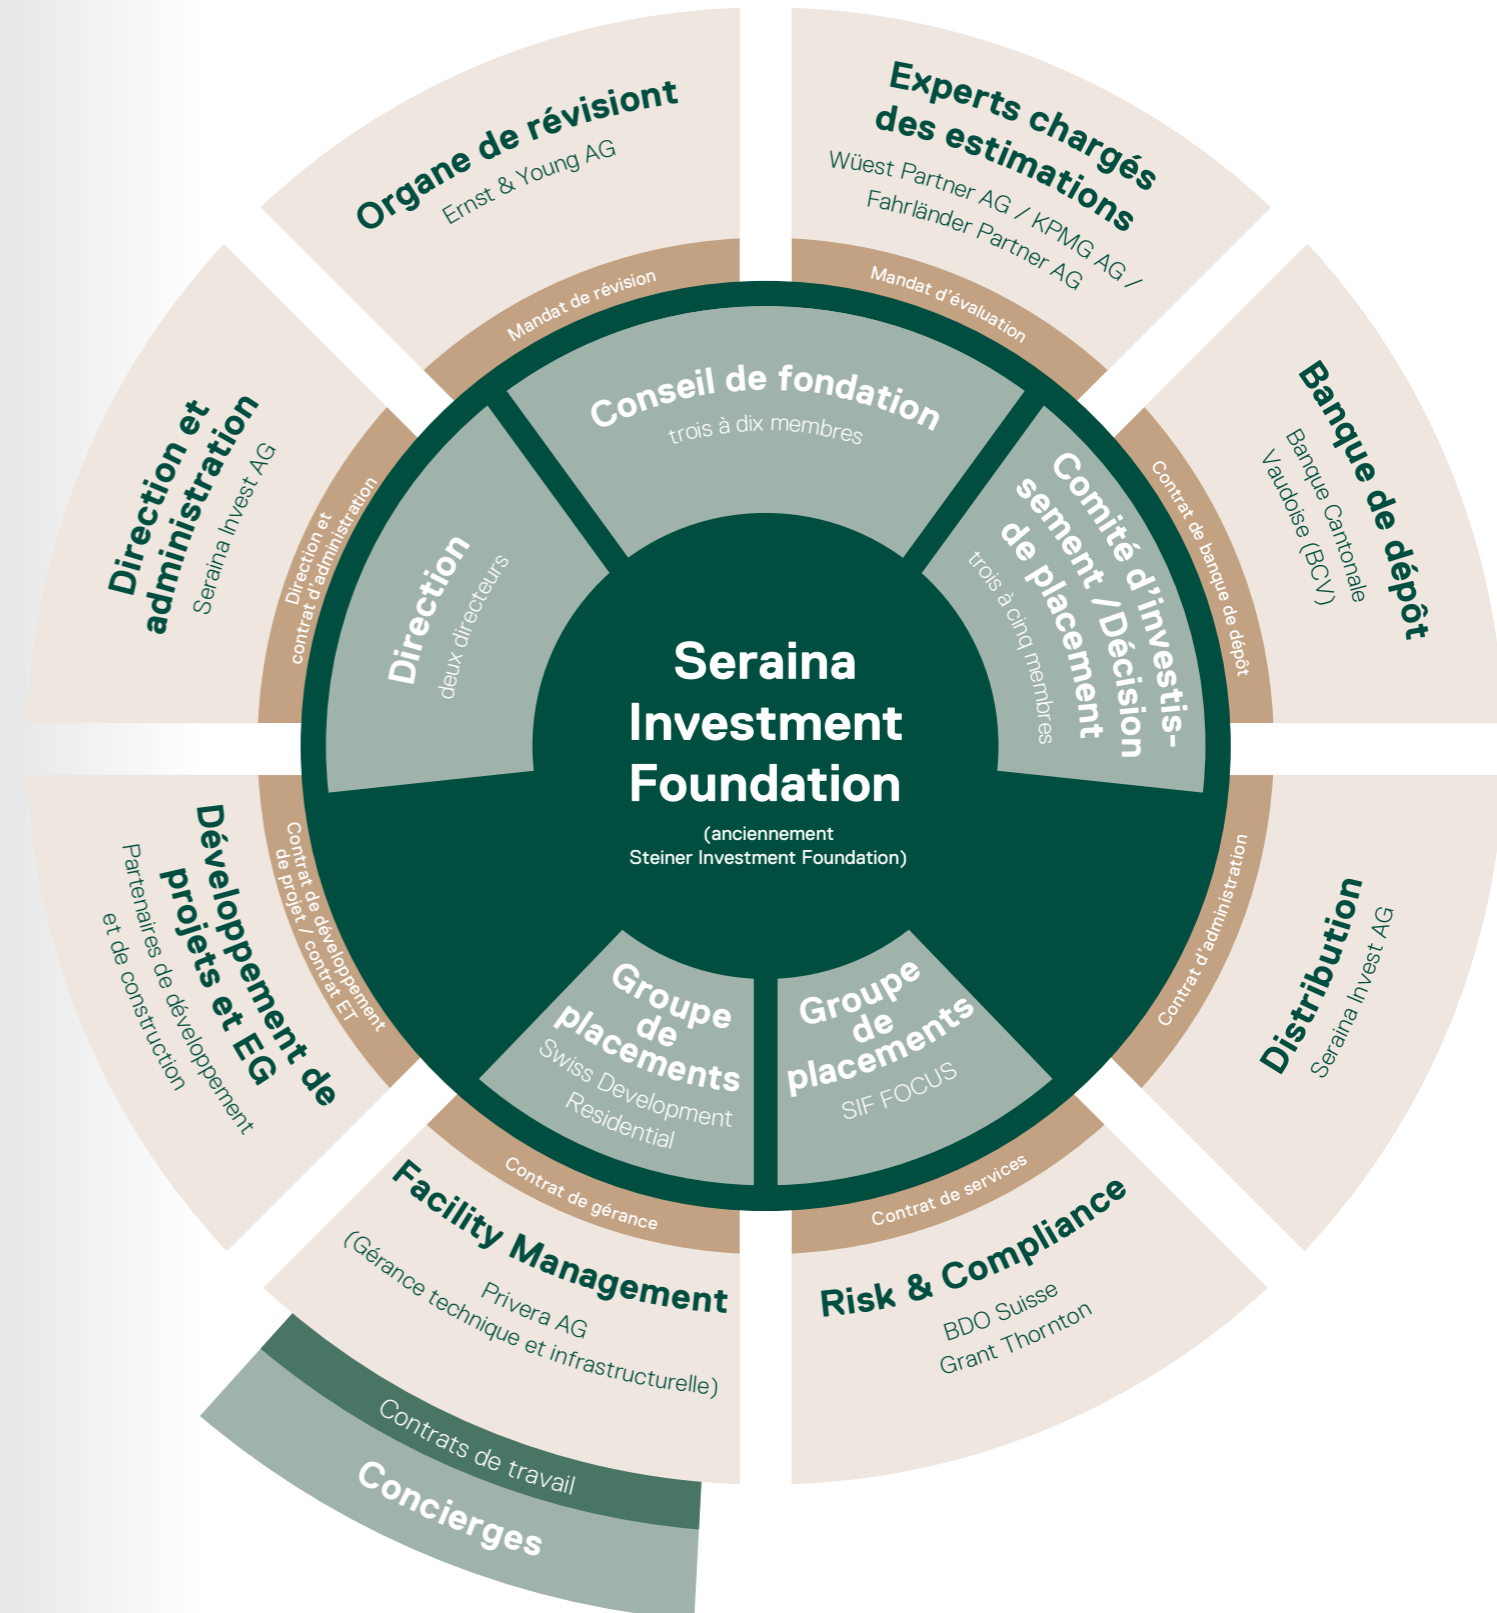 Organe de révisiont
Ernst & Young AG
Mandat de révision
Experts chargés
des estimations
Wüest Partner AG / KPMG AG /
Fahrländer Partner AG
Mandat d'évaluation
Banque de dépôt
Banque Cantonale
Vaudoise (BCV)
Contrat de banque de dépôt
Distribution
Seraina Invest AG
Contrat d'administration
Risk & Compliance
BDO Suisse
Grant Thornton
Contrat de services
Facility Management
Privera AG
(Gérance technique et infrastructurelle)
Contrat de gérance
Contrats de travail
Concierges
Développement de
projets et EG
Partenaires de développement
et de construction
Contrat de développement
de projet / contrat ET
Direction et
administration
Seraina Invest AG
Direction et
contrat d'administration
Conseil de fondation
trois à dix membres
Comité d'investis-
sement / Décision
de placement
trois à cinq membres
Direction
deux directeurs
Seraina
Investment
Foundation
(anciennement
Steiner Investment Foundation)
Groupe
de
placements
Swiss Development
Residential
Groupe
de
placements
SIF FOCUS